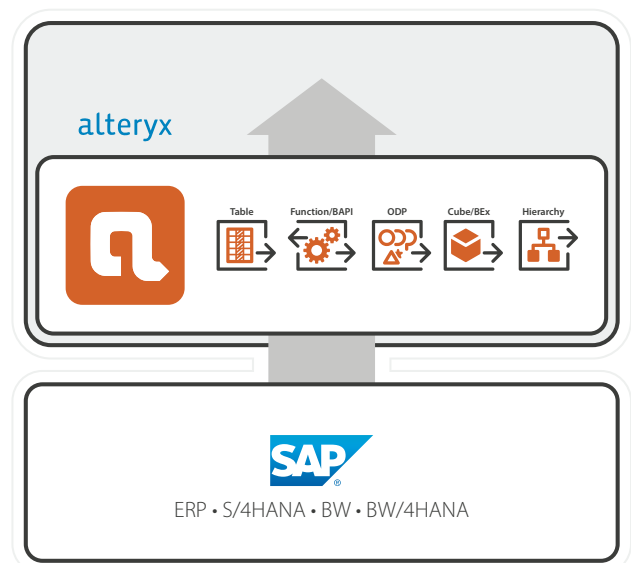 alteryx
Table Function/BAPI ODP Cube/BEx Hierarchy
SAP®
ERP • S/4HANA • BW • BW/4HANA